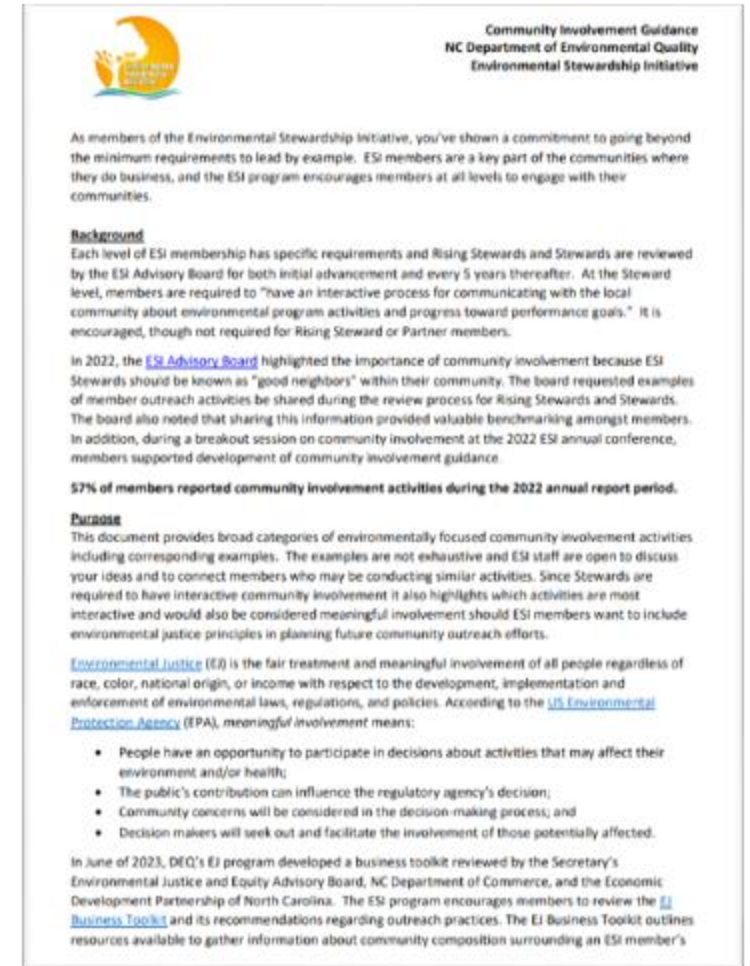 Community Involvement Guidance
NC Department of Environmental Quality
Environmental Stewardship Initiative
As members of the Environmental Stewardship Initiative, you've shown a commitment to going beyond
the minimum requirements to lead by example. ESI members are a key part of the communities where
they do business, and the ESI program encourages members at all levels to engage with their
communities.
Background
Each level of ESI membership has specific requirements and Rising Stewards and Stewards are reviewed
by the ESI Advisory Board for both initial advancement and every 5 years thereafter. At the Steward
level, members are required to "have an interactive process for communicating with the local
community about environmental program activities and progress toward performance goals." It is
encouraged, though not required for Rising Steward or Partner members.
In 2022, the ESI Advisory Board highlighted the importance of community involvement because ESI
Stewards should be known as "good neighbors" within their community. The board requested examples
of member outreach activities be shared during the review process for Rising Stewards and Stewards.
The board also noted that sharing this information provided valuable benchmarking amongst members.
In addition, during a breakout session on community involvement at the 2022 ESI annual conference,
members supported development of community involvement guidance
57% of members reported community involvement activities during the 2022 annual report period.
Purpose
This document provides broad categories of environmentally focused community involvement activities
including corresponding examples. The examples are not exhaustive and ESI staff are open to discuss
your ideas and to connect members who may be conducting similar activities. Since Stewards are
required to have interactive community involvement it also highlights which activities are most
interactive and would also be considered meaningful involvement should ESI members want to include
environmental justice principles in planning future community outreach efforts.
Environmental Justice (EJ) is the fair treatment and meaningful involvement of all people regardless of
race, color, national origin, or income with respect to the development, implementation and
enforcement of environmental laws, regulations, and policies. According to the US Environmental
Protection Agency (EPA), meaningful involvement means:
• People have an opportunity to participate in decisions about activities that may affect their
environment and/or health;
• The public's contribution can influence the regulatory agency's decision;
• Community concerns will be considered in the decision-making process; and
• Decision makers will seek out and facilitate the involvement of those potentially affected.
In June of 2023, DEQ's EJ program developed a business toolkit reviewed by the Secretary's
Environmental Justice and Equity Advisory Board, NC Department of Commerce, and the Economic
Development Partnership of North Carolina. The ESI program encourages members to review the EJ
Business Toolkit and its recommendations regarding outreach practices. The EJ Business Toolkit outlines
resources available to gather information about community composition surrounding an ESI member's